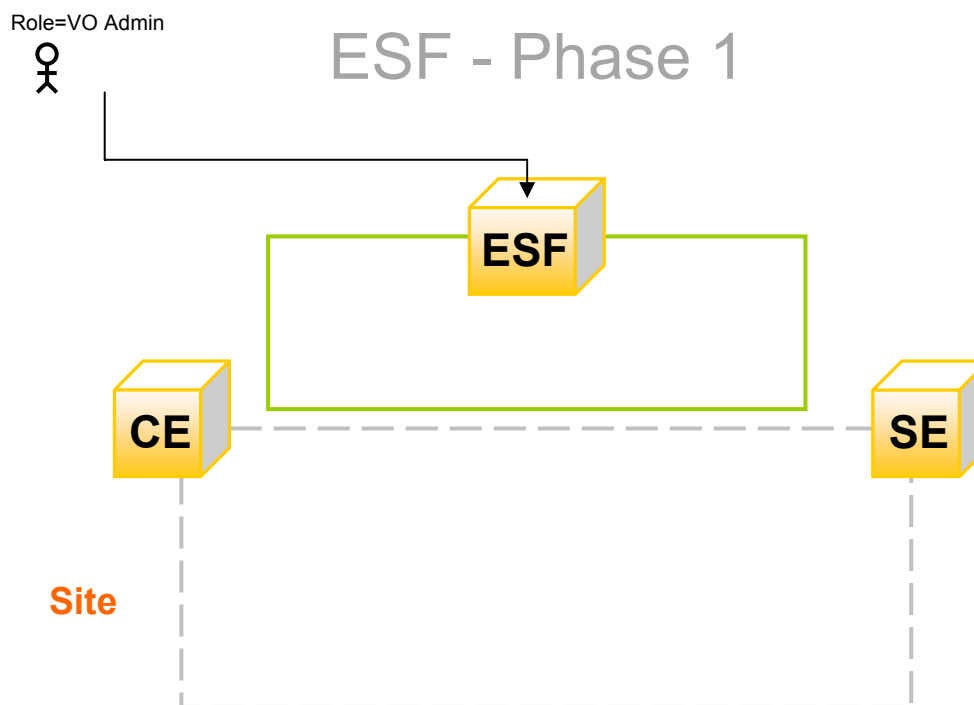 Role=VO Admin
ESF - Phase 1
ESF
CE
SE
Site